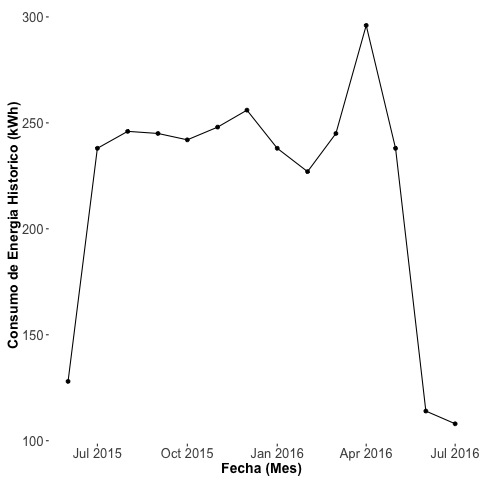 Consumo de Energia Historico (kWh)
300
250
200
150
100
Jul 2015 Oct 2015 Jan 2016 Apr 2016 Jul 2016
Fecha (Mes)